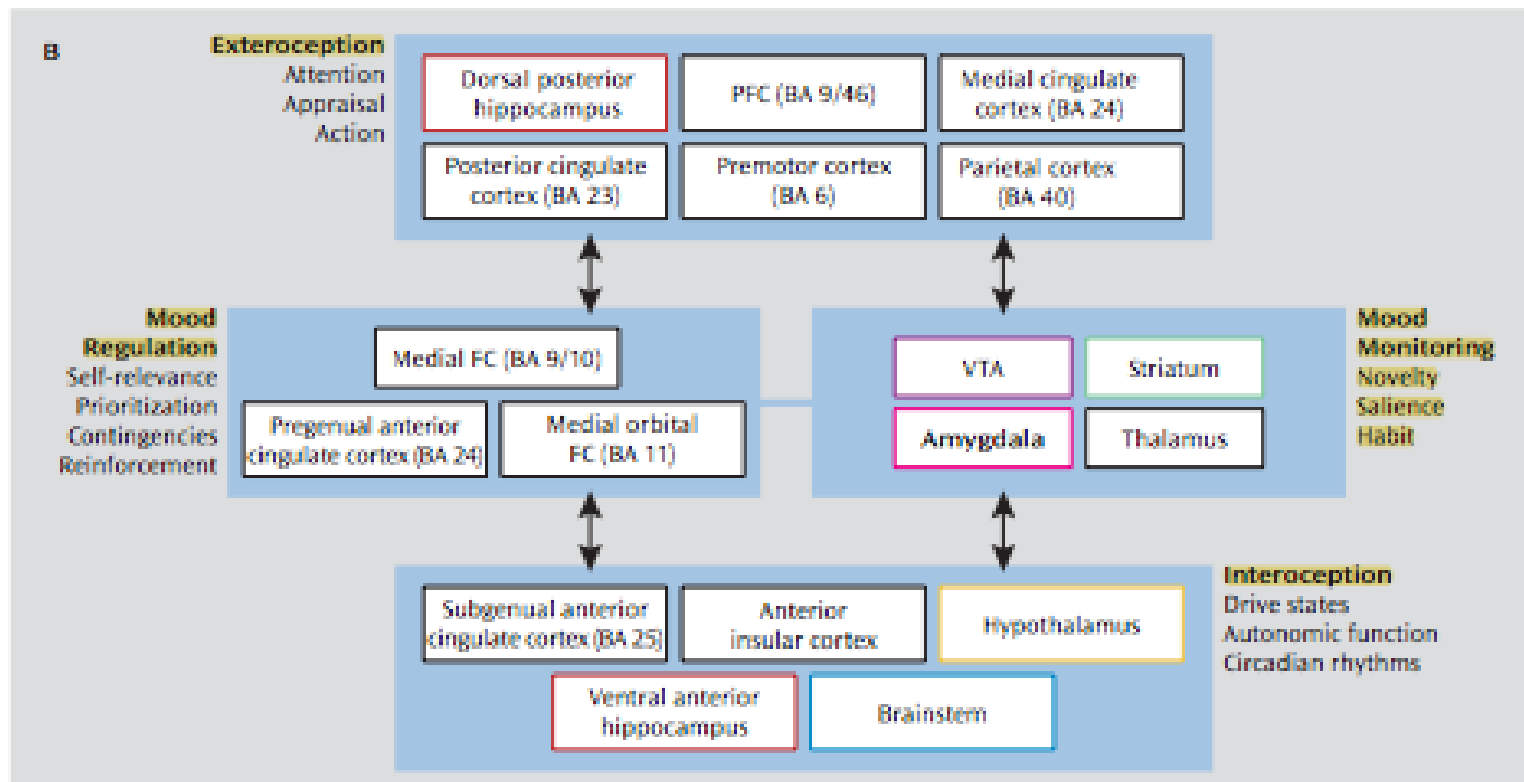 B
Exteroception
Attention
Appraisal
Action
Dorsal posterior
hippocampus
PFC (BA 9/46)
Medial cingulate
cortex (BA 24)
Posterior cingulate
cortex (BA 23)
Premotor cortex
(BA 6)
Parietal cortex
(BA 40)
Mood
Regulation
Self-relevance
Prioritization
Contingencies
Reinforcement
Medial FC (BA 9/10)
Pregenual anterior
cingulate cortex (BA 24)
Medial orbital
FC (BA 11)
VTA
Striatum
Amygdala
Thalamus
Mood
Monitoring
Novelty
Salience
Habit
Subgenual anterior
cingulate cortex (BA 25)
Anterior
insular cortex
Hypothalamus
Ventral anterior
hippocampus
Brainstem
Interoception
Drive states
Autonomic function
Circadian rhythms